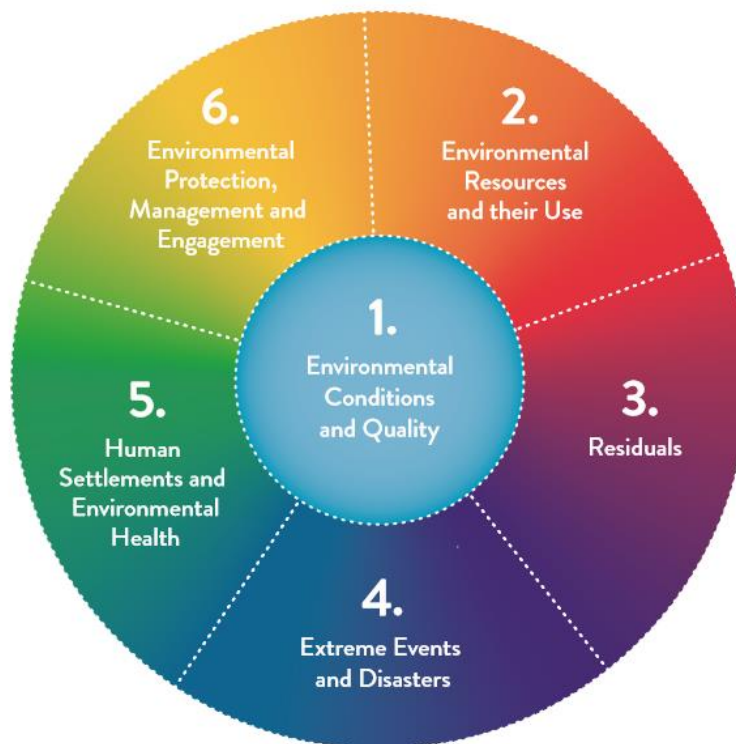 1.
Environmental
Conditions
and Quality
2.
Environmental
Resources
and their Use
3.
Residuals
4.
Extreme Events
and Disasters
5.
Human
Settlements and
Environmental
Health
6.
Environmental
Protection,
Management and
Engagement